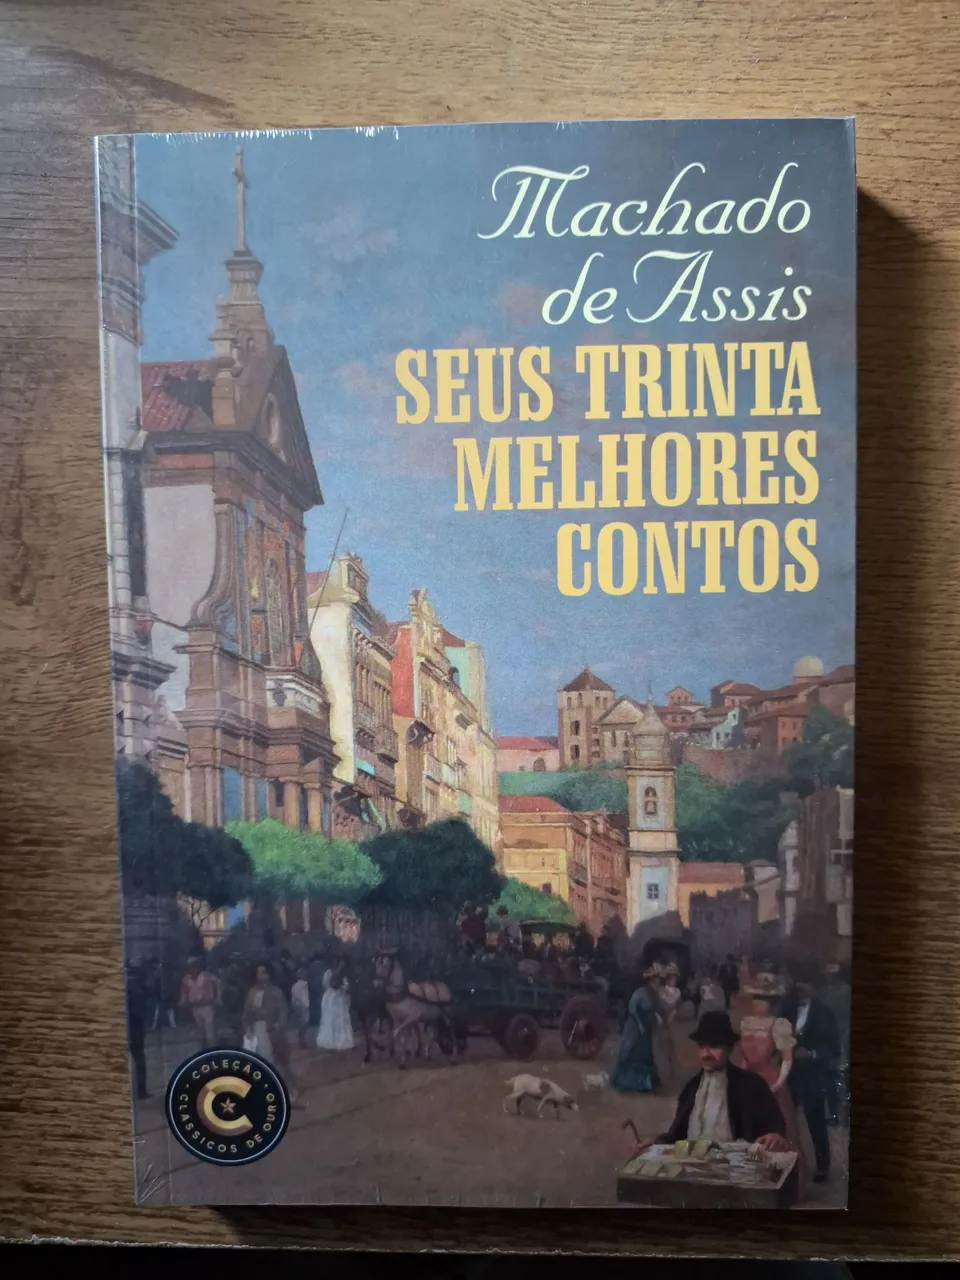 Machado
de Assis
SEUS TRINTA
MELHORES
CONTOS
COLEÇÃO
C
CLÁSSICOS DE OURO